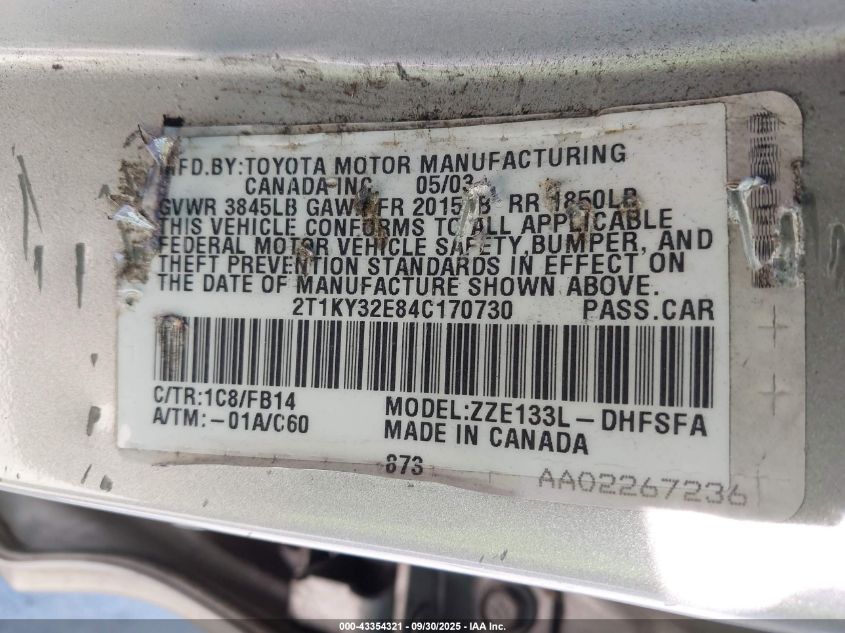 MFD.BY:TOYOTA MOTOR MANUFACTURING
CANADA INC. 05/03
GVWR 3845LB GAWR FR 2015LB RR 1850LB
THIS VEHICLE CONFORMS TO ALL APPLICABLE
FEDERAL MOTOR VEHICLE SAFETY,BUMPER, AND
THEFT PREVENTION STANDARDS IN EFFECT ON
THE DATE OF MANUFACTURE SHOWN ABOVE.
2T1KY32E84C170730 PASS.CAR
C/TR:1C8/FB14
A/TM:-01A/C60
MODEL:ZZE133L-DHFSFA
MADE IN CANADA
873
AA02267236
000-43354321 - 09/30/2025 - IAA Inc.